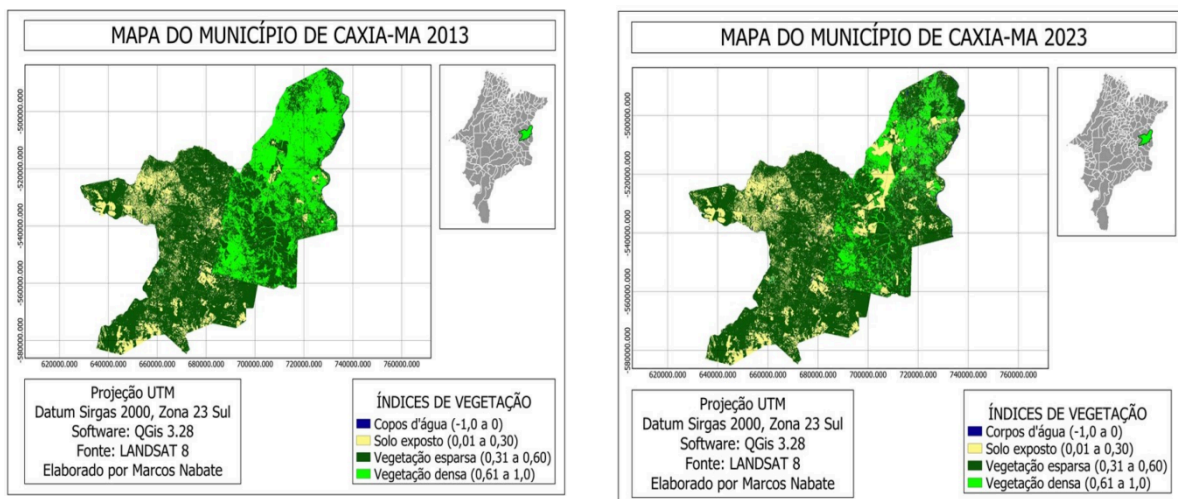 MAPA DO MUNICÍPIO DE CAXIA-MA 2013
-500000.000
-520000.000
-540000.000
-560000.000
-580000.000
620000.000 640000.000 660000.000 680000.000 700000.000 720000.000 740000.000 760000.000
Projeção UTM
Datum Sirgas 2000, Zona 23 Sul
Software: QGis 3.28
Fonte: LANDSAT 8
Elaborado por Marcos Nabate
ÍNDICES DE VEGETAÇÃO
Copos d'água (-1,0 a 0)
Solo exposto (0,01 a 0,30)
Vegetação esparsa (0,31 a 0,60)
Vegetação densa (0,61 a 1,0)
MAPA DO MUNICÍPIO DE CAXIA-MA 2023
-500000.000
-520000.000
-540000.000
-560000.000
-580000.000
620000.000 640000.000 660000.000 680000.000 700000.000 720000.000 740000.000 760000.000
Projeção UTM
Datum Sirgas 2000, Zona 23 Sul
Software: QGis 3.28
Fonte: LANDSAT 8
Elaborado por Marcos Nabate
ÍNDICES DE VEGETAÇÃO
Corpos d'água (-1,0 a 0)
Solo exposto (0,01 a 0,30)
Vegetação esparsa (0,31 a 0,60)
Vegetação densa (0,61 a 1,0)